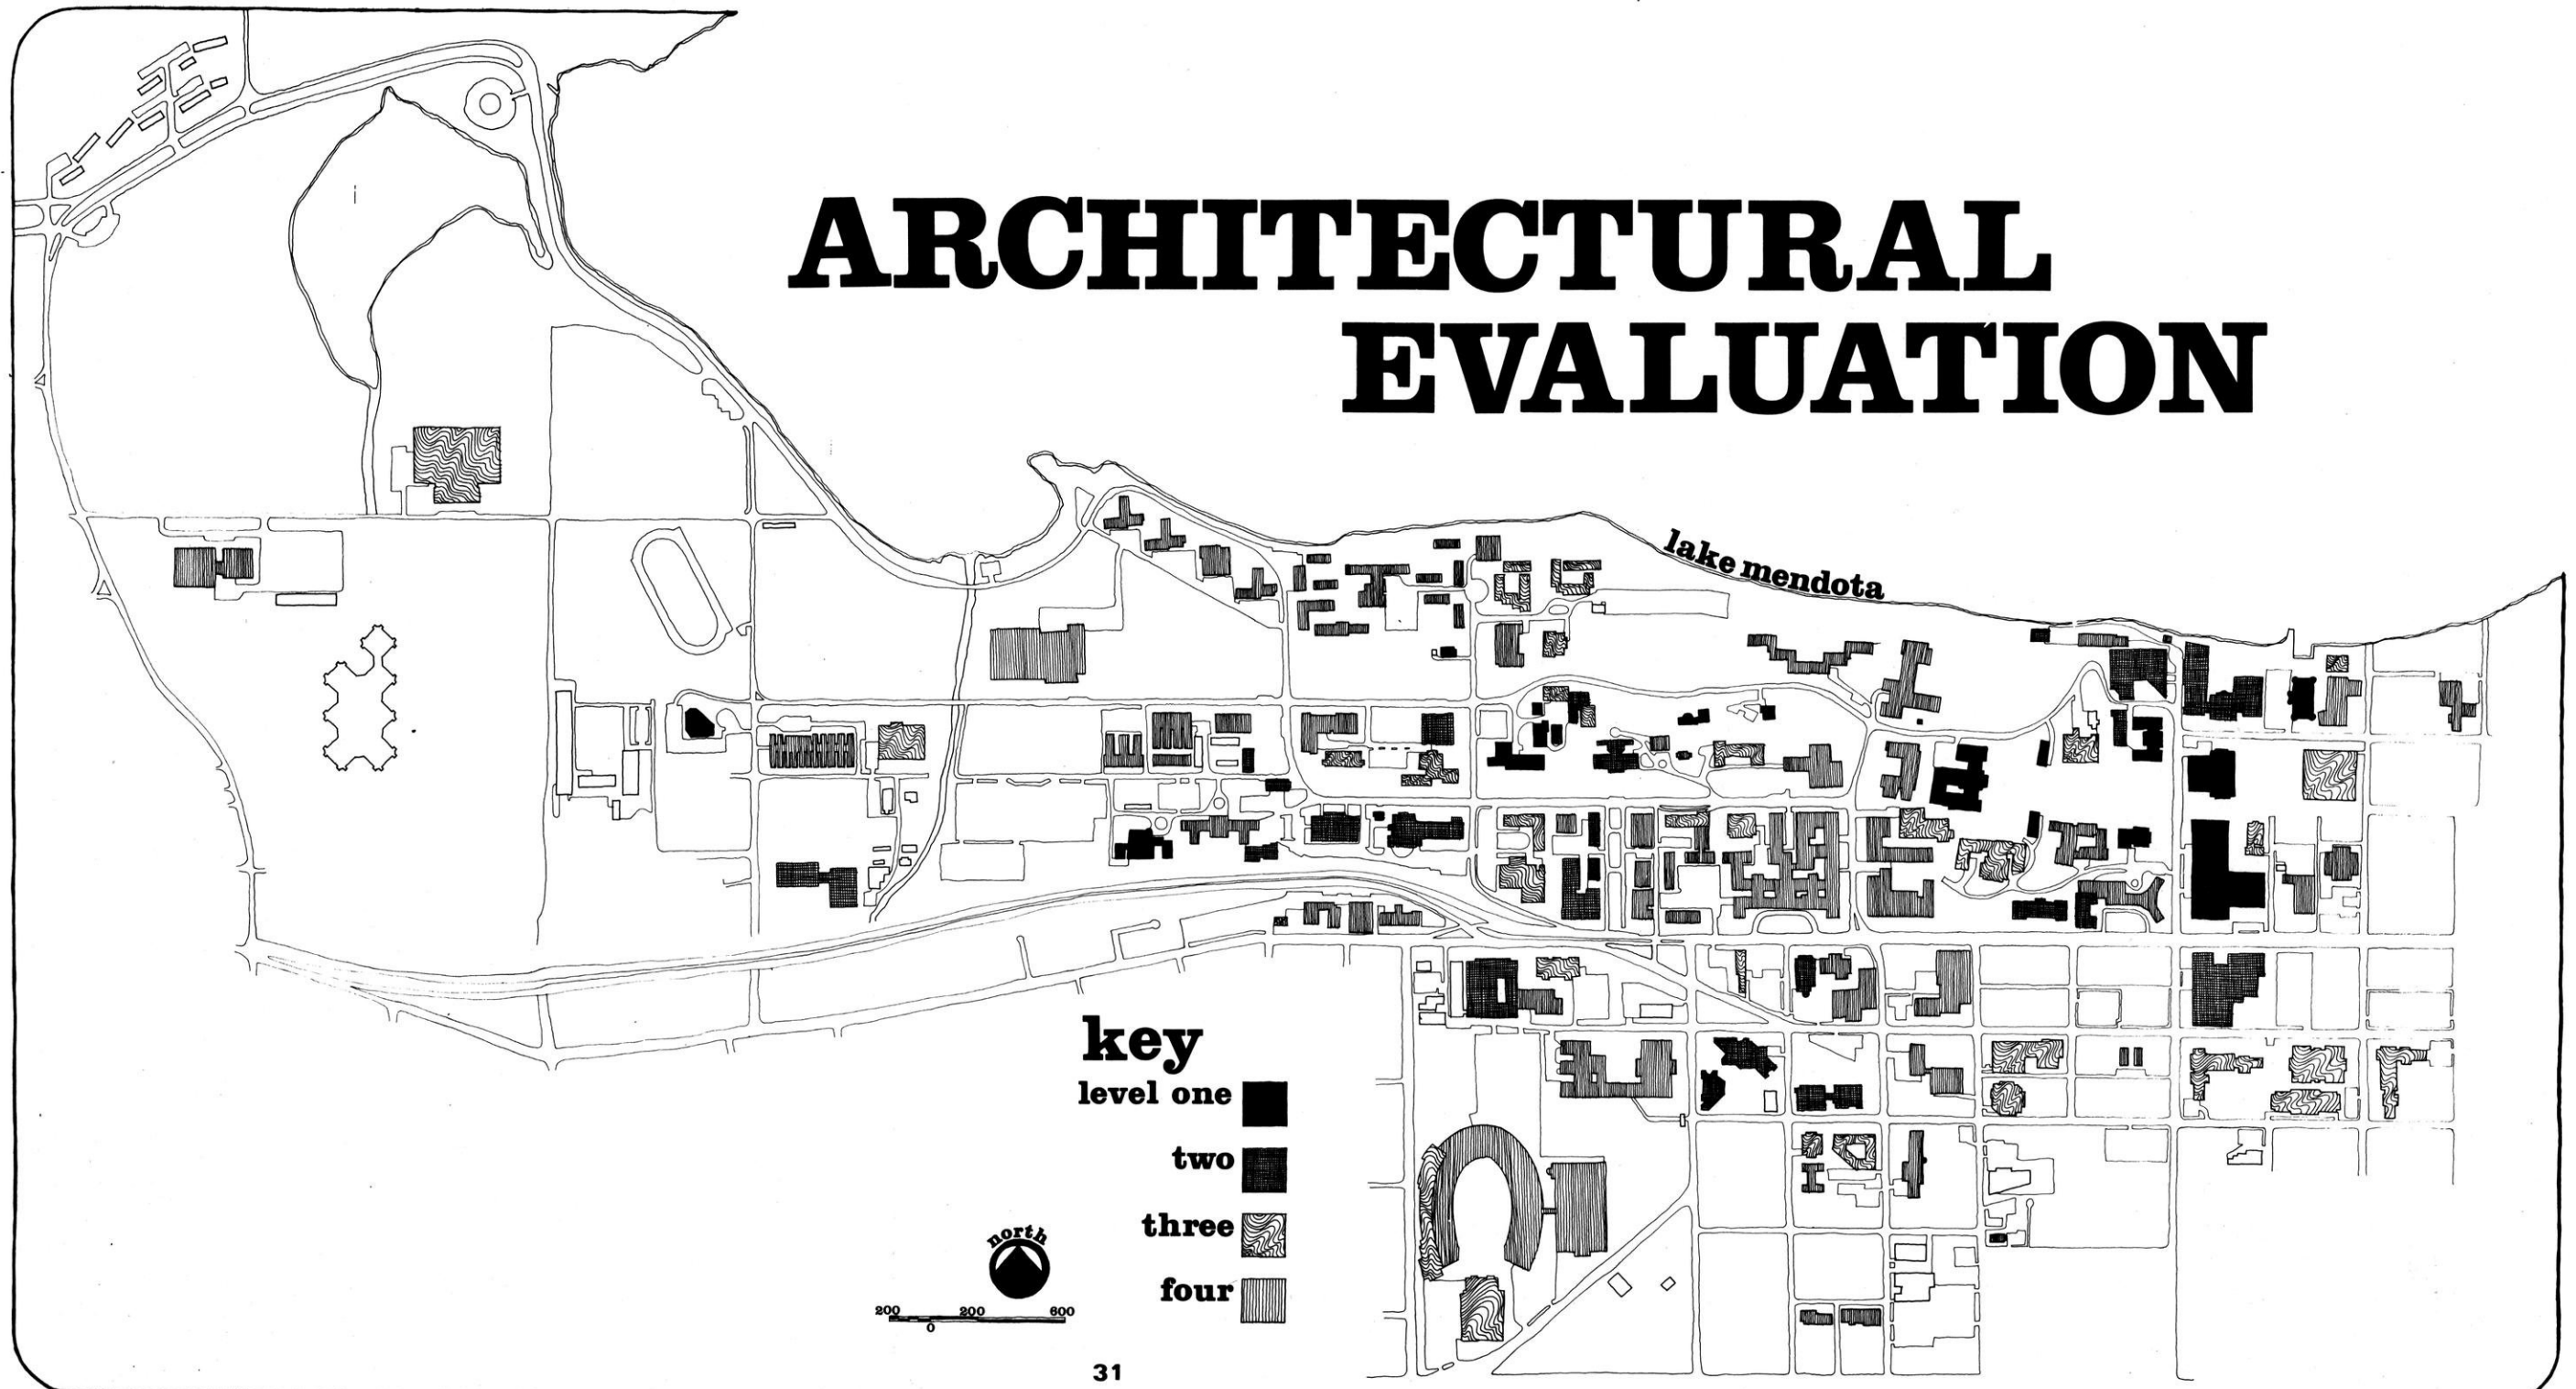 ARCHITECTURAL
EVALUATION
lake mendota
key
level one
two
three
four
north
200 200 600
0
31